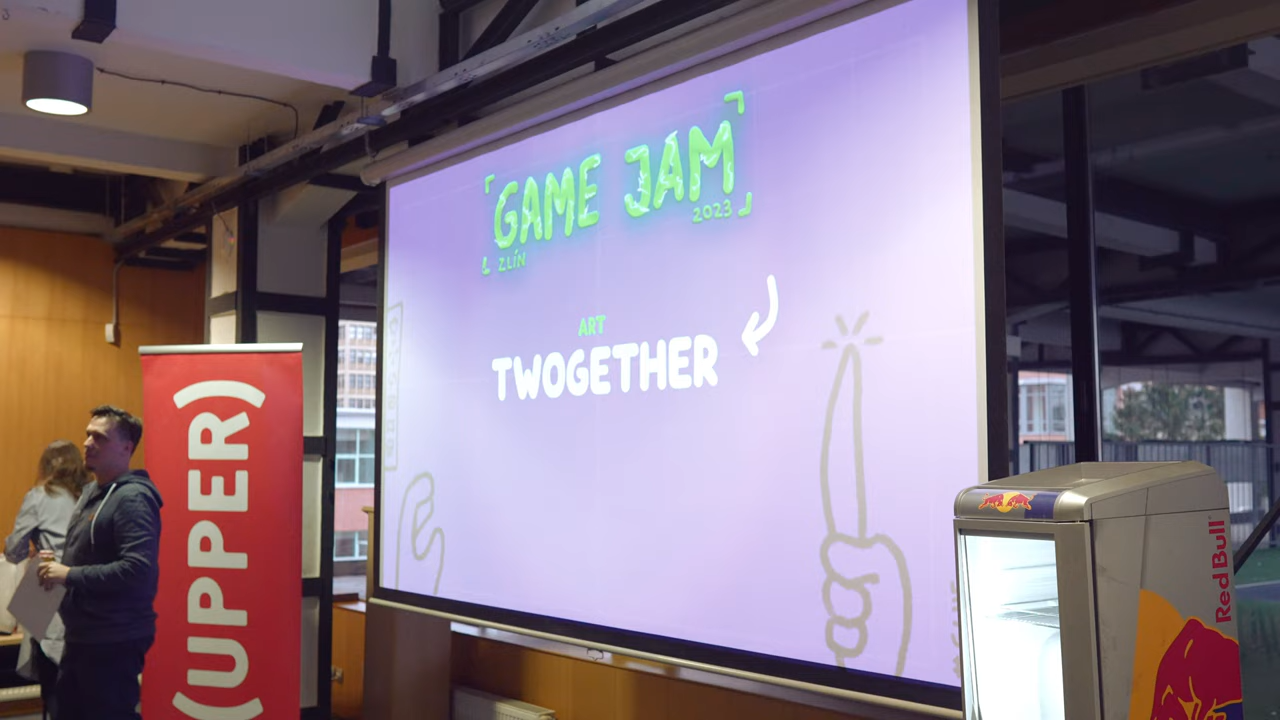 GAME JAM
2023
ZLÍN
ART
TWOGETHER
(UPPER)
Red Bull